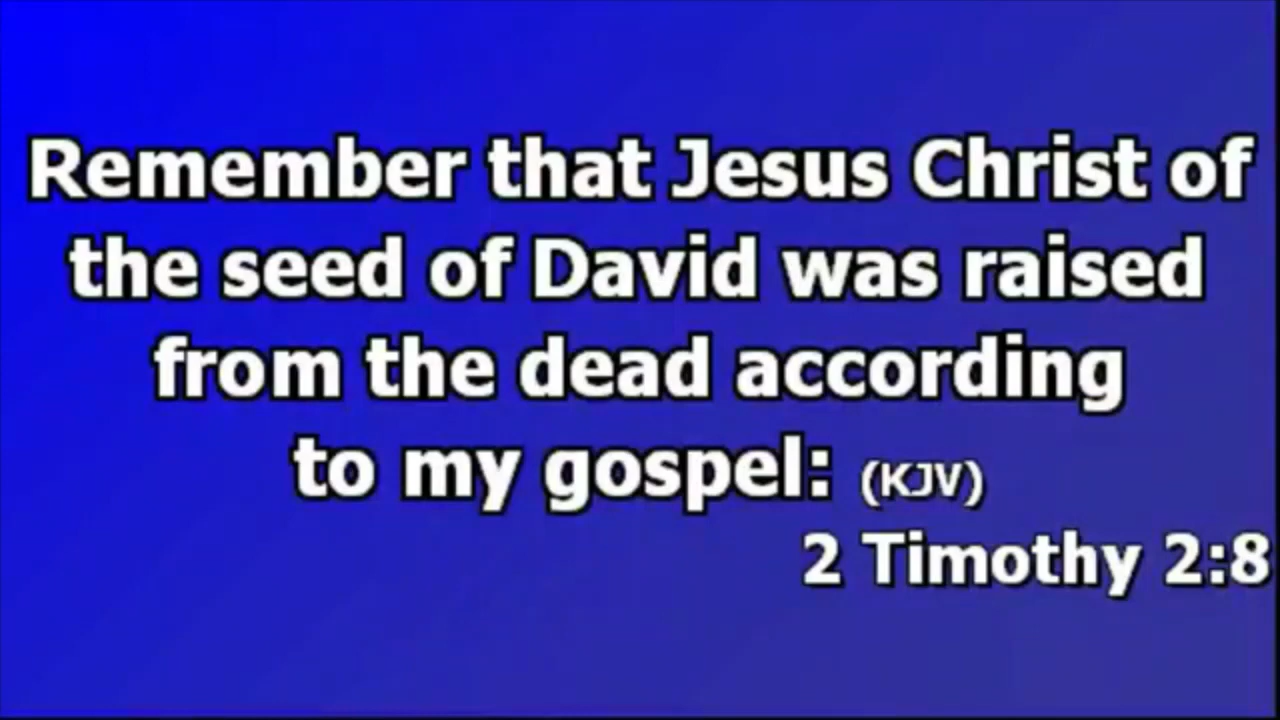 Remember that Jesus Christ of
the seed of David was raised
from the dead according
to my gospel: (KJV)
2 Timothy 2:8